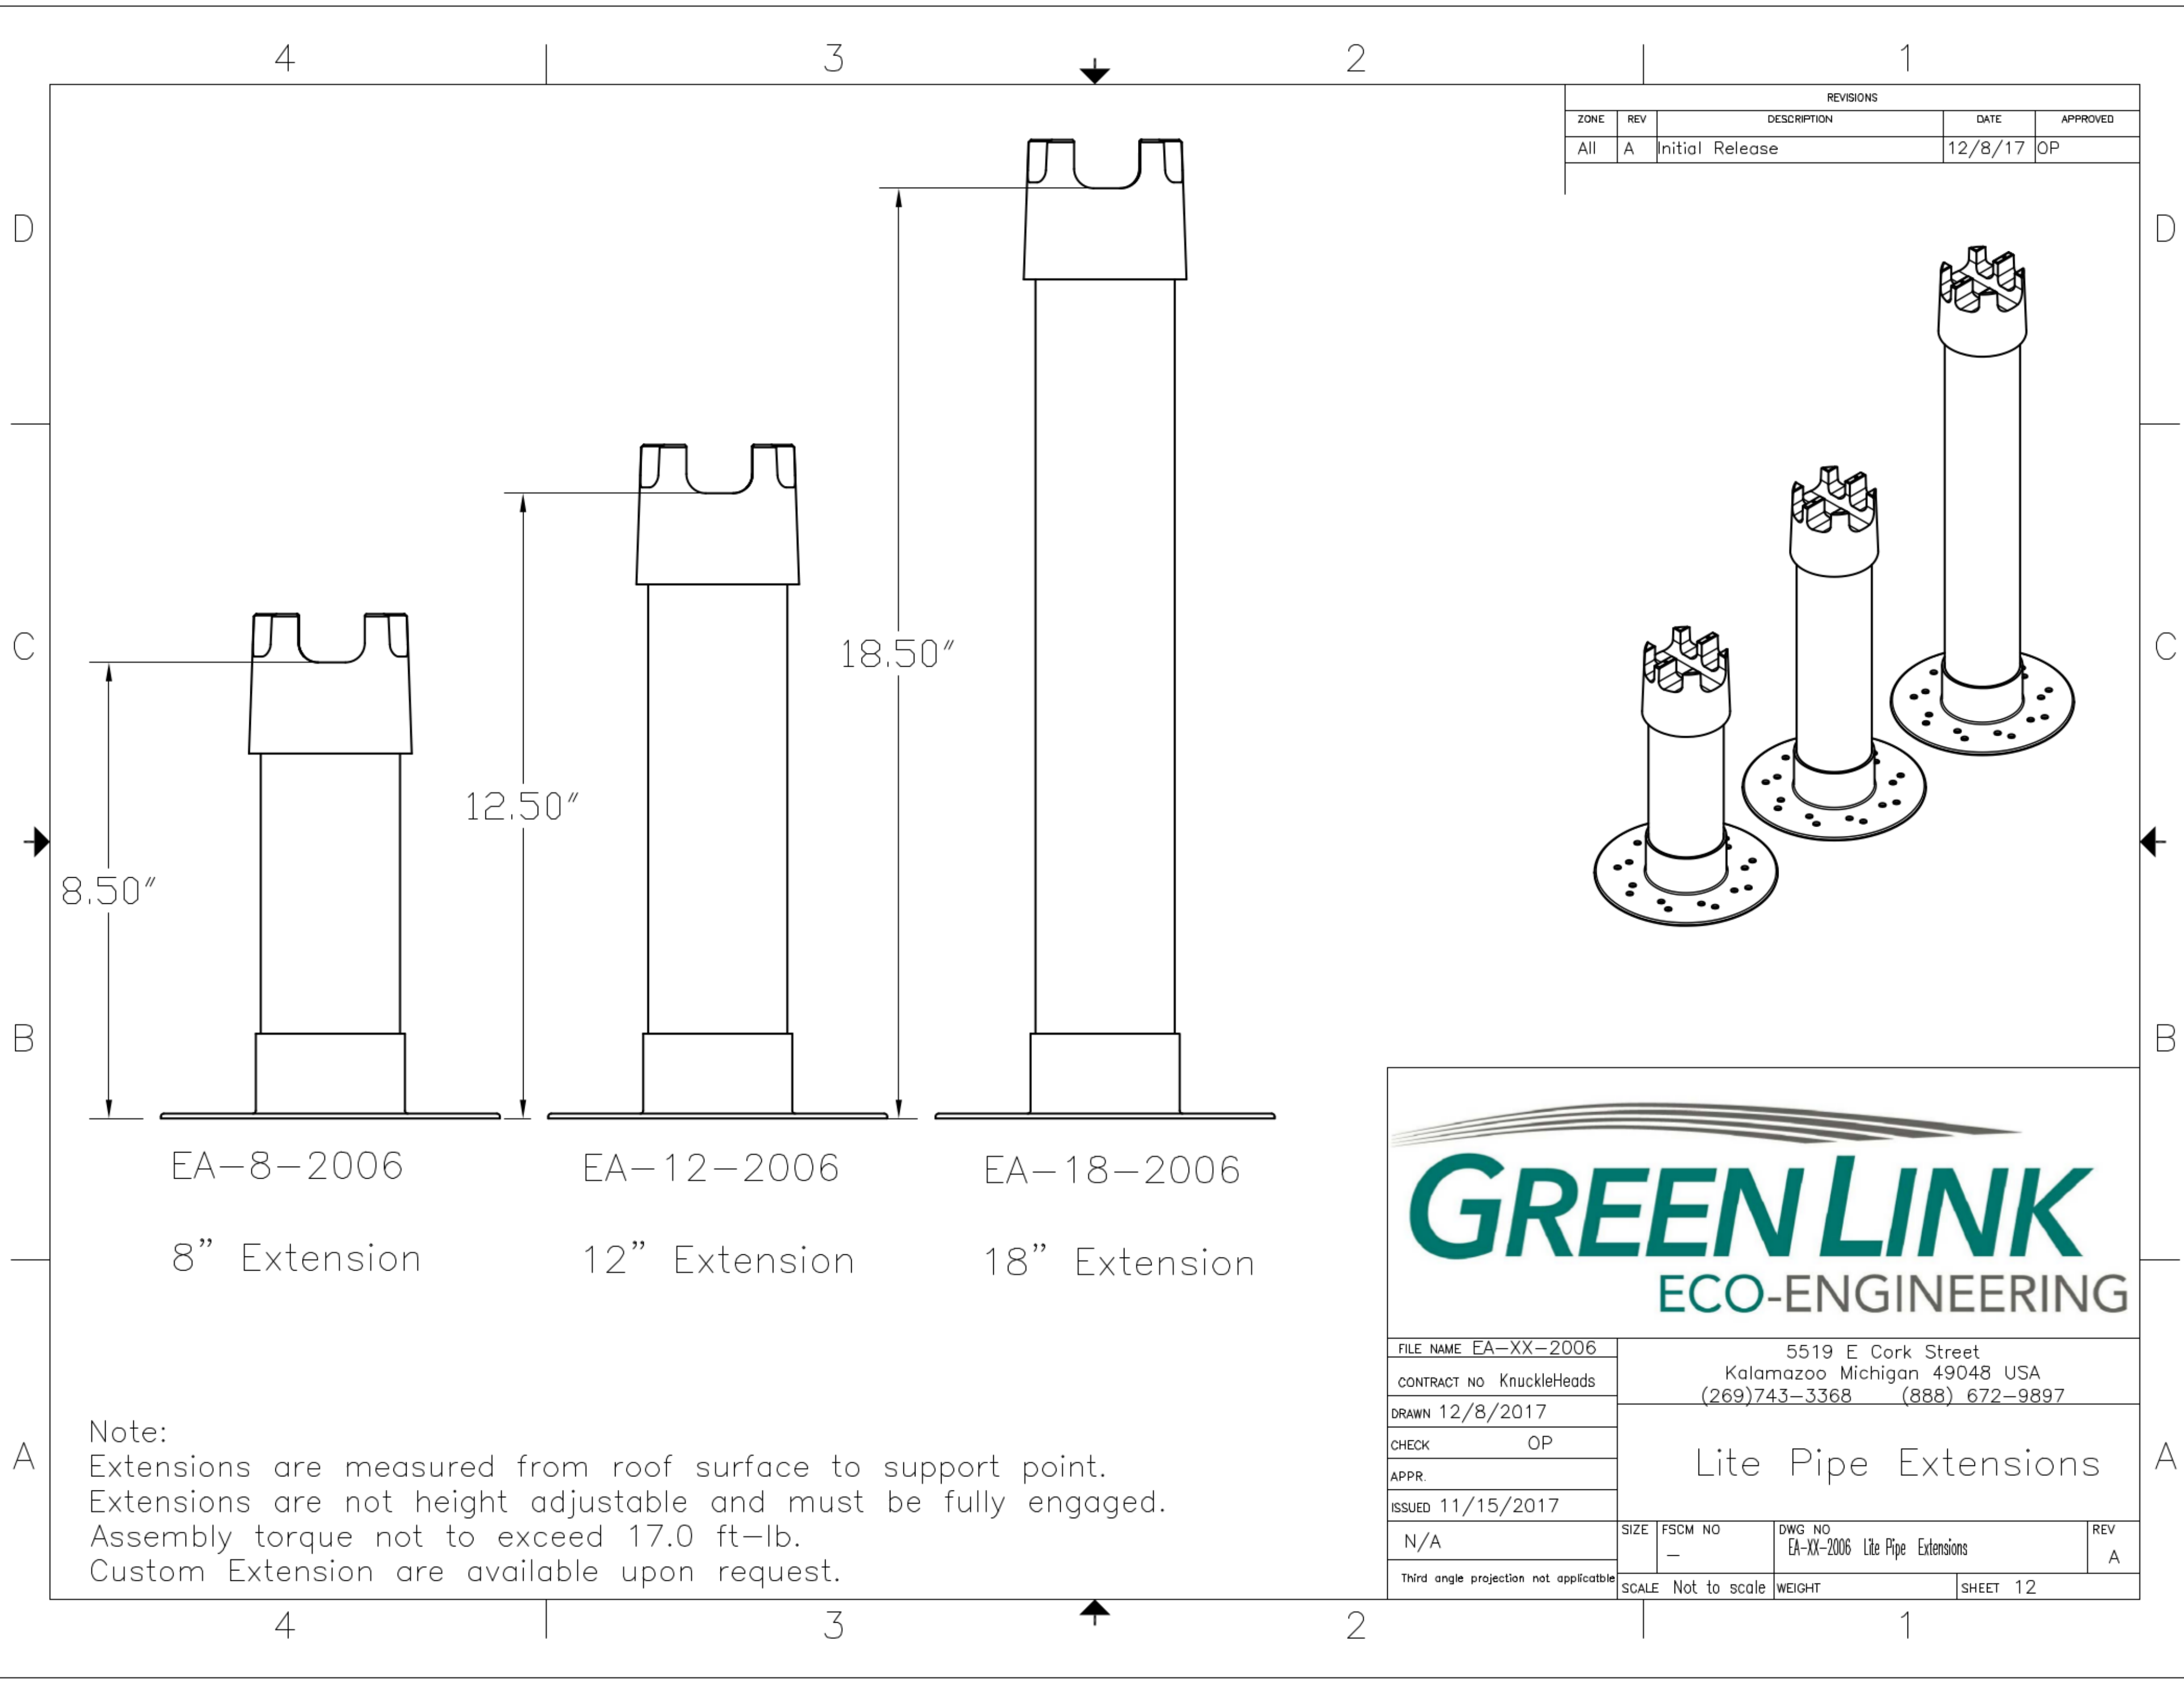 4 3 2 1
REVISIONS
ZONE REV DESCRIPTION DATE APPROVED
All A Initial Release 12/8/17 OP
D D
C C
B B
A A
18.50"
12.50"
8.50"
EA-8-2006 EA-12-2006 EA-18-2006
8" Extension 12" Extension 18" Extension
Note:
Extensions are measured from roof surface to support point.
Extensions are not height adjustable and must be fully engaged.
Assembly torque not to exceed 17.0 ft-lb.
Custom Extension are available upon request.
GREEN LINK
ECO-ENGINEERING
FILE NAME EA-XX-2006
CONTRACT NO KnuckleHeads
DRAWN 12/8/2017
CHECK OP
APPR.
ISSUED 11/15/2017
N/A
Third angle projection not applicatble
5519 E Cork Street
Kalamazoo Michigan 49048 USA
(269)743-3368 (888) 672-9897
Lite Pipe Extensions
SIZE FSCM NO DWG NO REV
- EA-XX-2006 Lite Pipe Extensions A
SCALE Not to scale WEIGHT SHEET 12
4 3 2 1